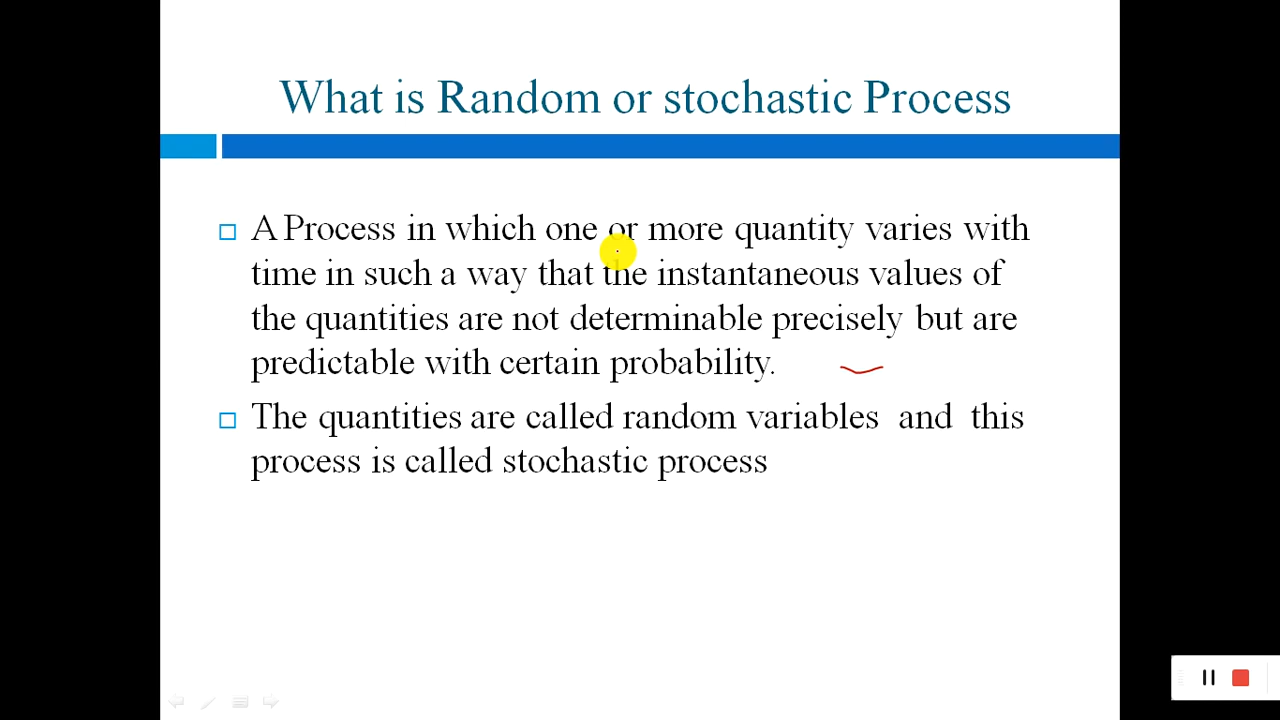 What is Random or stochastic Process
A Process in which one or more quantity varies with
time in such a way that the instantaneous values of
the quantities are not determinable precisely but are
predictable with certain probability.
The quantities are called random variables and this
process is called stochastic process